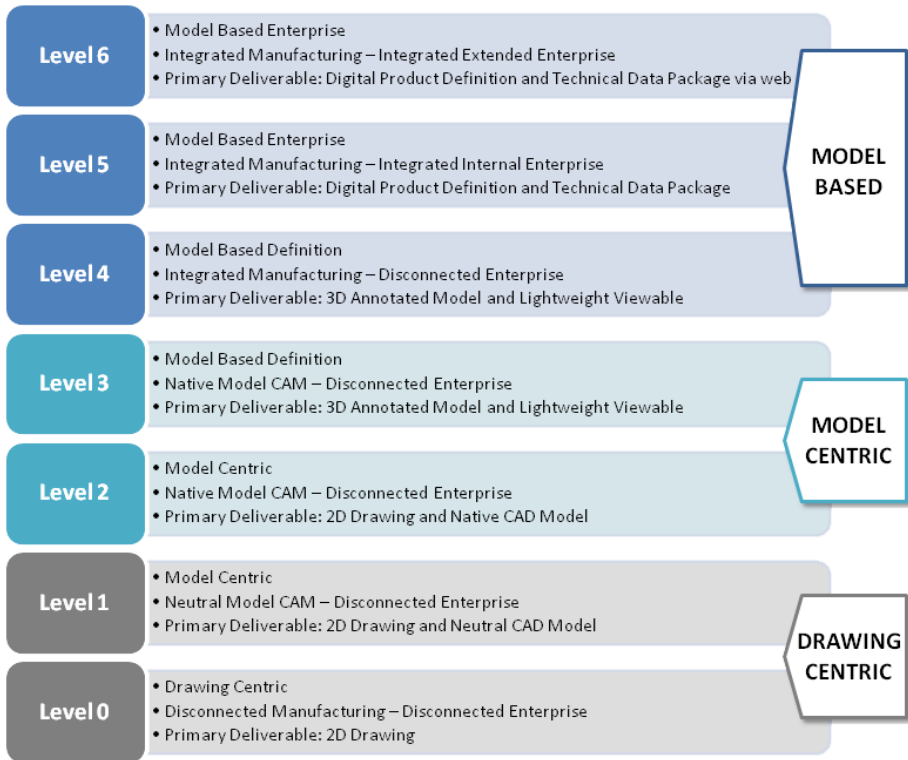 Level 6
• Model Based Enterprise
• Integrated Manufacturing – Integrated Extended Enterprise
• Primary Deliverable: Digital Product Definition and Technical Data Package via web
Level 5
• Model Based Enterprise
• Integrated Manufacturing – Integrated Internal Enterprise
• Primary Deliverable: Digital Product Definition and Technical Data Package
Level 4
• Model Based Definition
• Integrated Manufacturing – Disconnected Enterprise
• Primary Deliverable: 3D Annotated Model and Lightweight Viewable
MODEL
BASED
Level 3
• Model Based Definition
• Native Model CAM – Disconnected Enterprise
• Primary Deliverable: 3D Annotated Model and Lightweight Viewable
Level 2
• Model Centric
• Native Model CAM – Disconnected Enterprise
• Primary Deliverable: 2D Drawing and Native CAD Model
MODEL
CENTRIC
Level 1
• Model Centric
• Neutral Model CAM – Disconnected Enterprise
• Primary Deliverable: 2D Drawing and Neutral CAD Model
Level 0
• Drawing Centric
• Disconnected Manufacturing – Disconnected Enterprise
• Primary Deliverable: 2D Drawing
DRAWING
CENTRIC